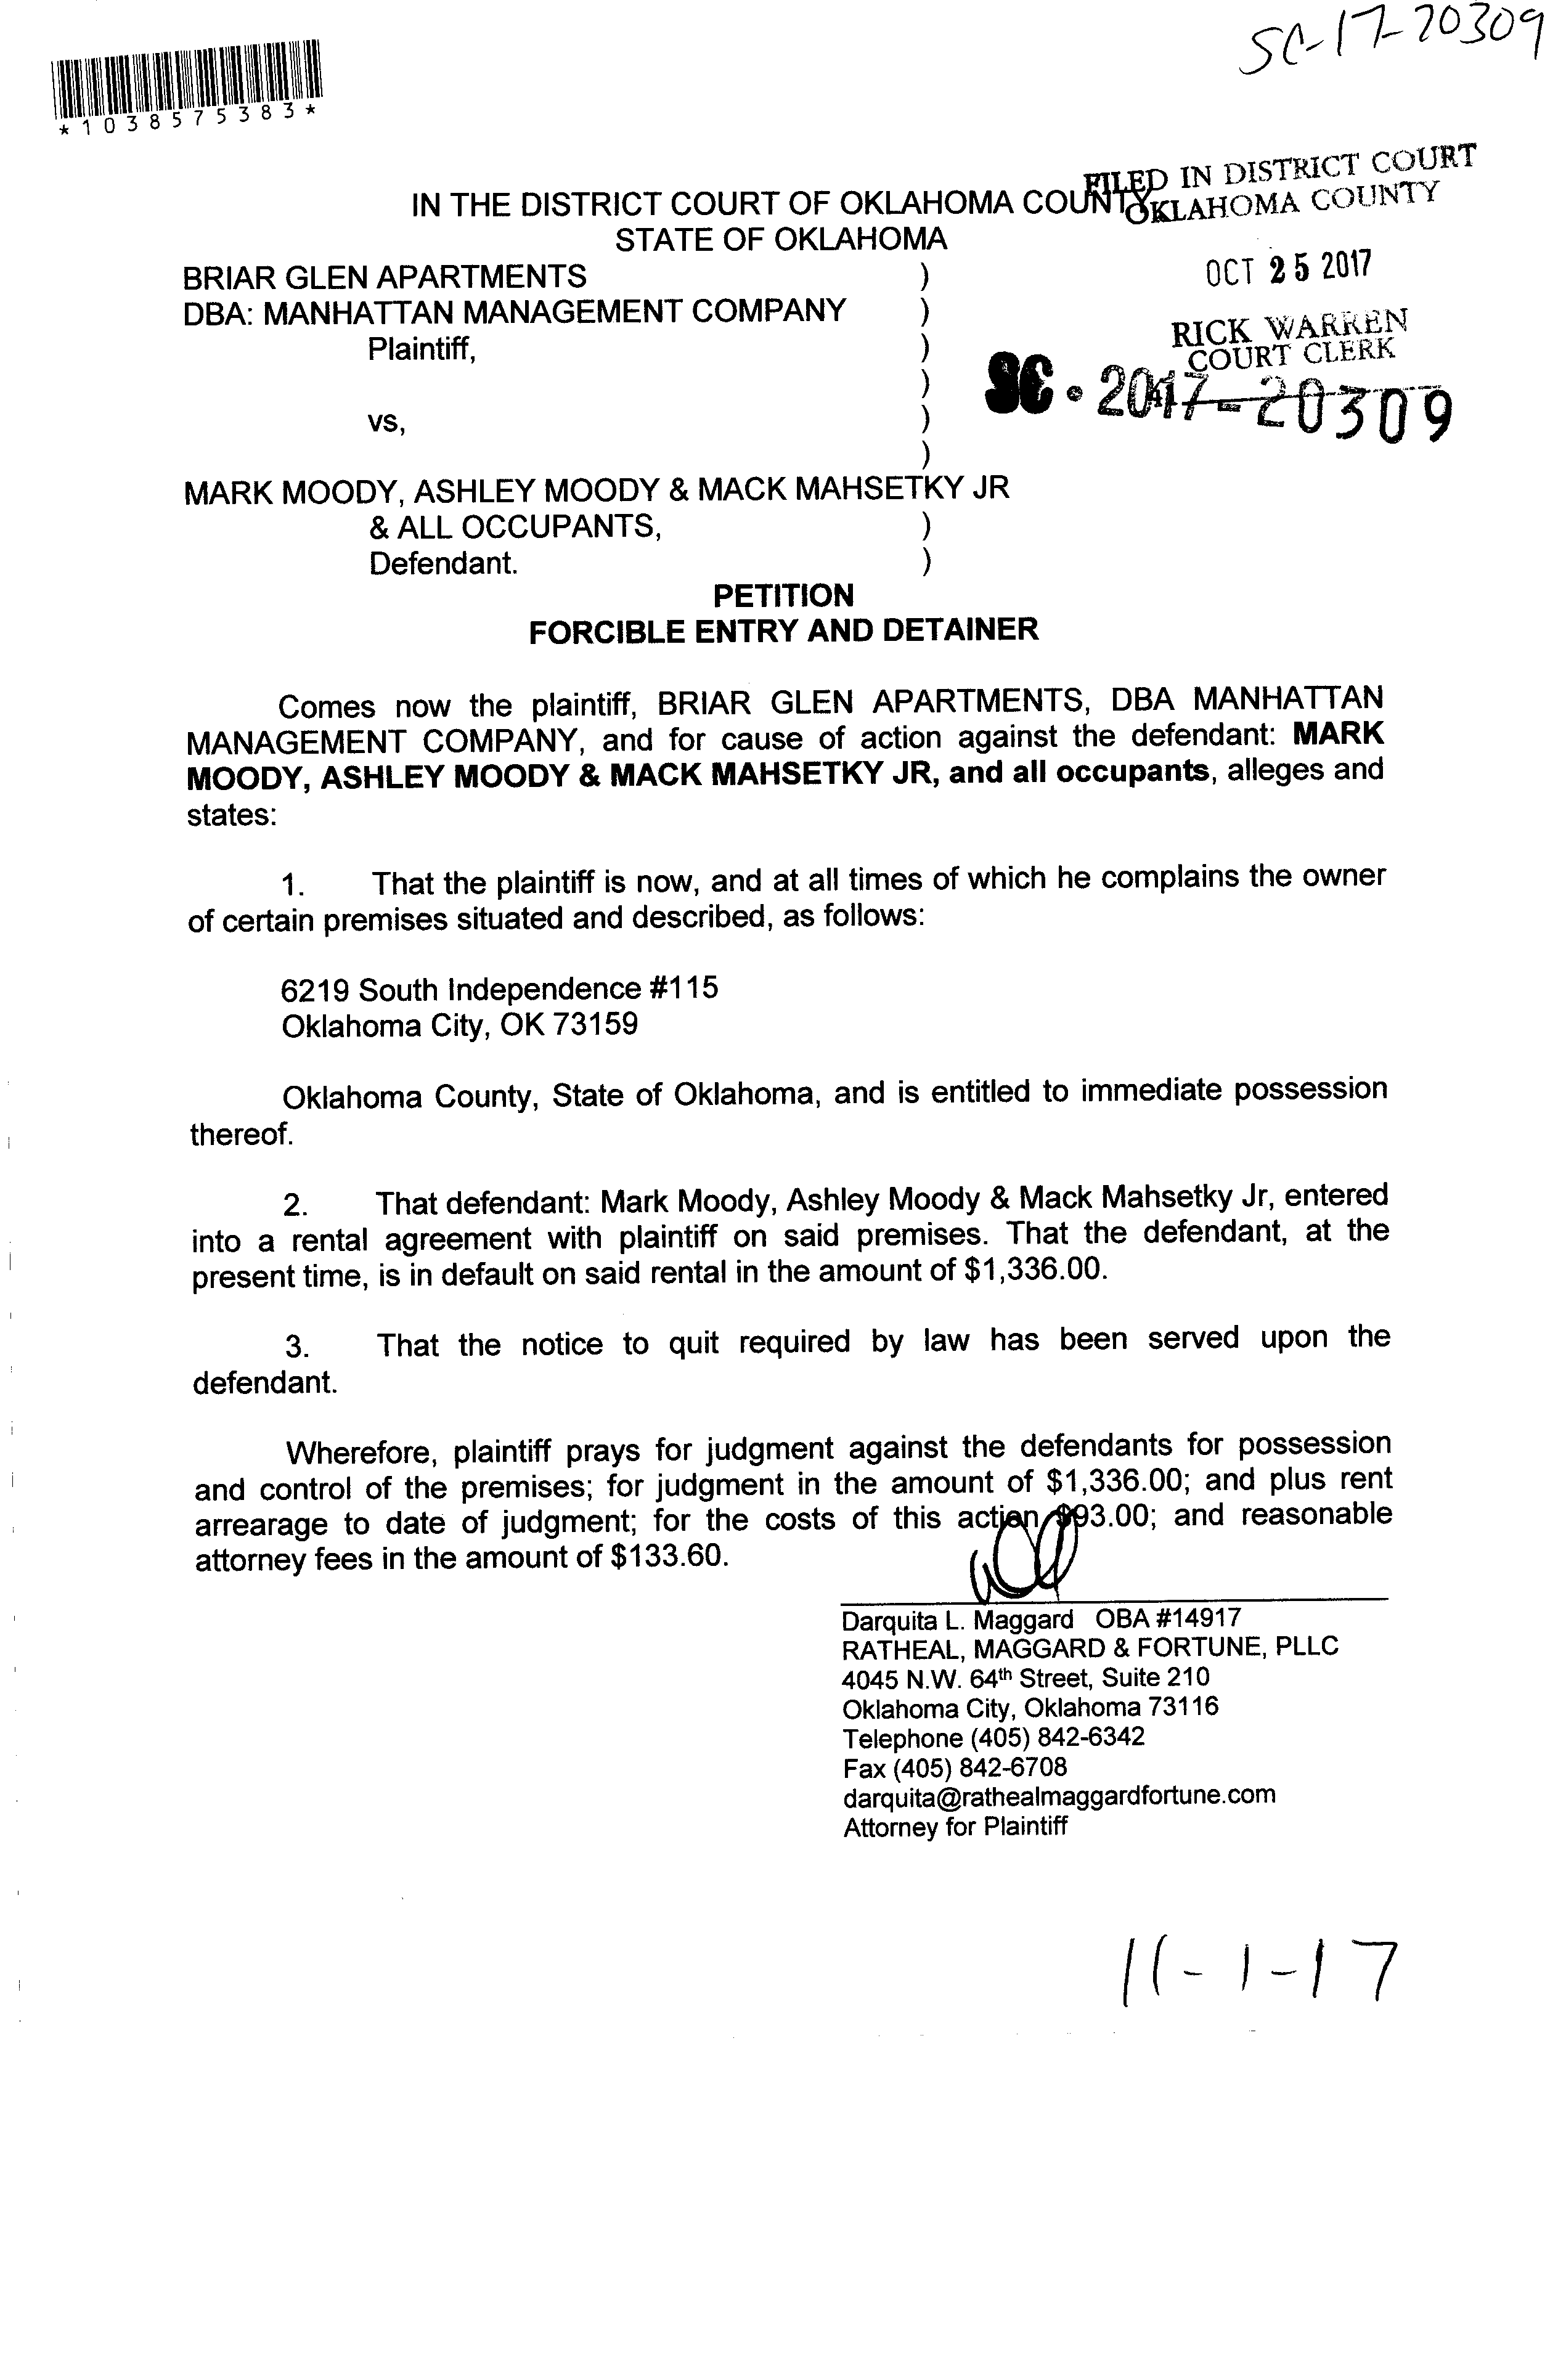 SC-17-20309
*1038575383*
FILED IN DISTRICT COURT
OKLAHOMA COUNTY
IN THE DISTRICT COURT OF OKLAHOMA COUNTY
STATE OF OKLAHOMA
OCT 25 2017
BRIAR GLEN APARTMENTS )
DBA: MANHATTAN MANAGEMENT COMPANY )
Plaintiff, )
RICK WARREN
COURT CLERK
)
SC-2017-20309
vs, )
)
MARK MOODY, ASHLEY MOODY & MACK MAHSETKY JR
& ALL OCCUPANTS, )
Defendant. )
PETITION
FORCIBLE ENTRY AND DETAINER
Comes now the plaintiff, BRIAR GLEN APARTMENTS, DBA MANHATTAN
MANAGEMENT COMPANY, and for cause of action against the defendant: MARK
MOODY, ASHLEY MOODY & MACK MAHSETKY JR, and all occupants, alleges and
states:
1. That the plaintiff is now, and at all times of which he complains the owner
of certain premises situated and described, as follows:
6219 South Independence #115
Oklahoma City, OK 73159
Oklahoma County, State of Oklahoma, and is entitled to immediate possession
thereof.
2. That defendant: Mark Moody, Ashley Moody & Mack Mahsetky Jr, entered
into a rental agreement with plaintiff on said premises. That the defendant, at the
present time, is in default on said rental in the amount of $1,336.00.
3. That the notice to quit required by law has been served upon the
defendant.
Wherefore, plaintiff prays for judgment against the defendants for possession
and control of the premises; for judgment in the amount of $1,336.00; and plus rent
arrearage to date of judgment; for the costs of this action $93.00; and reasonable
attorney fees in the amount of $133.60.
Darquita L. Maggard OBA #14917
RATHEAL, MAGGARD & FORTUNE, PLLC
4045 N.W. 64th Street, Suite 210
Oklahoma City, Oklahoma 73116
Telephone (405) 842-6342
Fax (405) 842-6708
darquita@rathealmaggardfortune.com
Attorney for Plaintiff
11-1-17